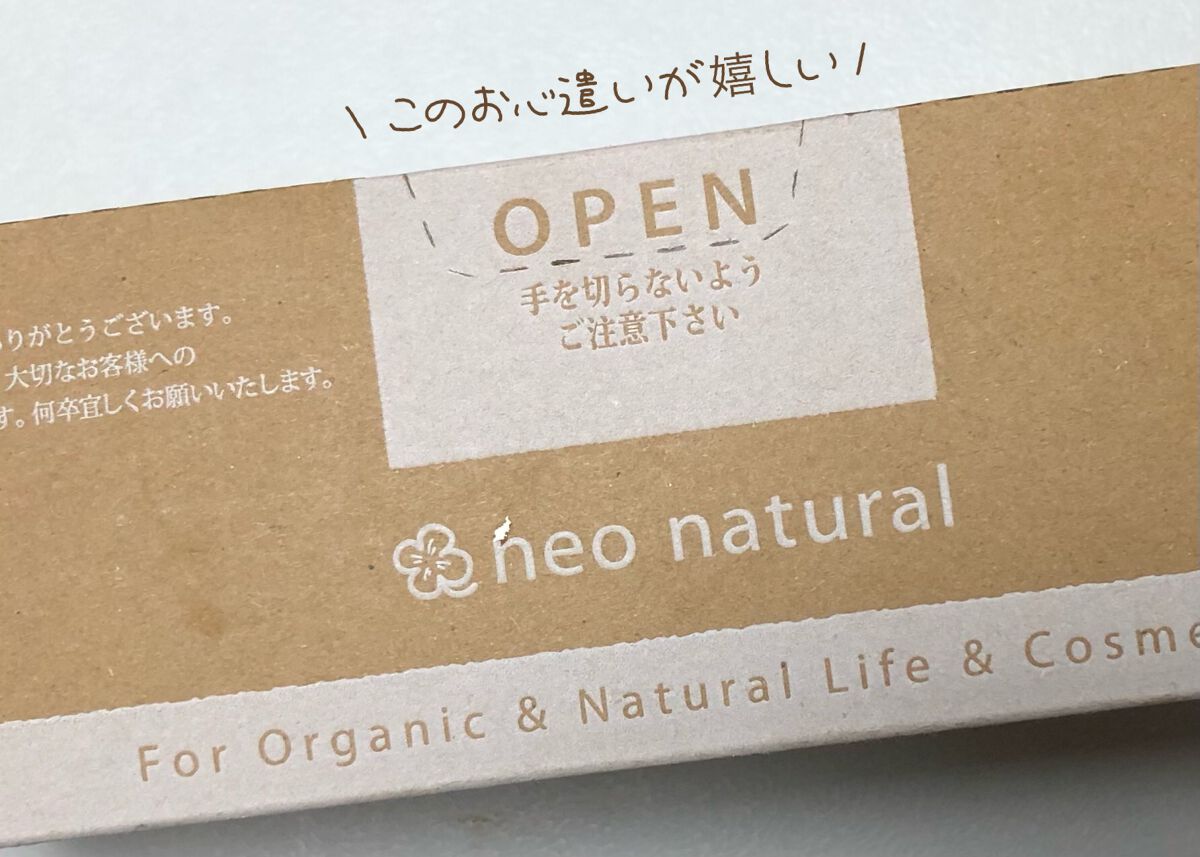 \ このお心遣いが嬉しい /
OPEN
手を切らないよう
ご注意下さい
りがとうございます。
大切なお客様への
す。何卒宜しくお願いいたします。
neo natural
For Organic & Natural Life & Cosme